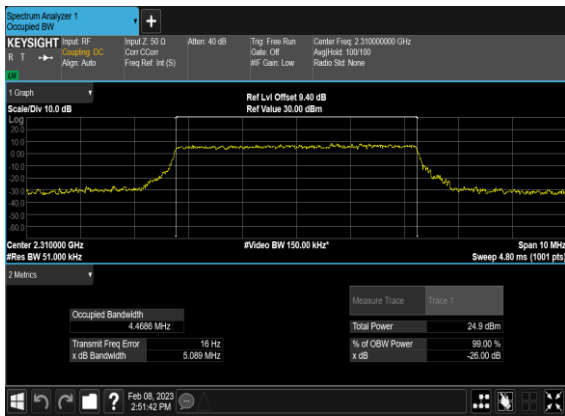 Spectrum Analyzer 1
Occupied BW
KEYSIGHT Input: RF Input Z: 50 Ω Atten: 40 dB Trig: Free Run Center Freq: 2.310000000 GHz
R T Coupling: DC Corr CCorr Gate: Off Avg|Hold: 100/100
Align: Auto Freq Ref: Int (S) #IF Gain: Low Radio Std: None
1 Graph
Ref Lvl Offset 9.40 dB
Scale/Div 10.0 dB Ref Value 30.00 dBm
Log
20.0
10.0
0.00
-10.0
-20.0
-30.0
-40.0
-50.0
-60.0
Center 2.310000 GHz #Video BW 150.00 kHz* Span 10 MHz
#Res BW 51.000 kHz Sweep 4.80 ms (1001 pts)
2 Metrics
Measure Trace Trace 1
Occupied Bandwidth
4.4686 MHz Total Power 24.9 dBm
Transmit Freq Error 16 Hz % of OBW Power 99.00 %
x dB Bandwidth 5.089 MHz x dB -26.00 dB
Feb 08, 2023
2:51:42 PM